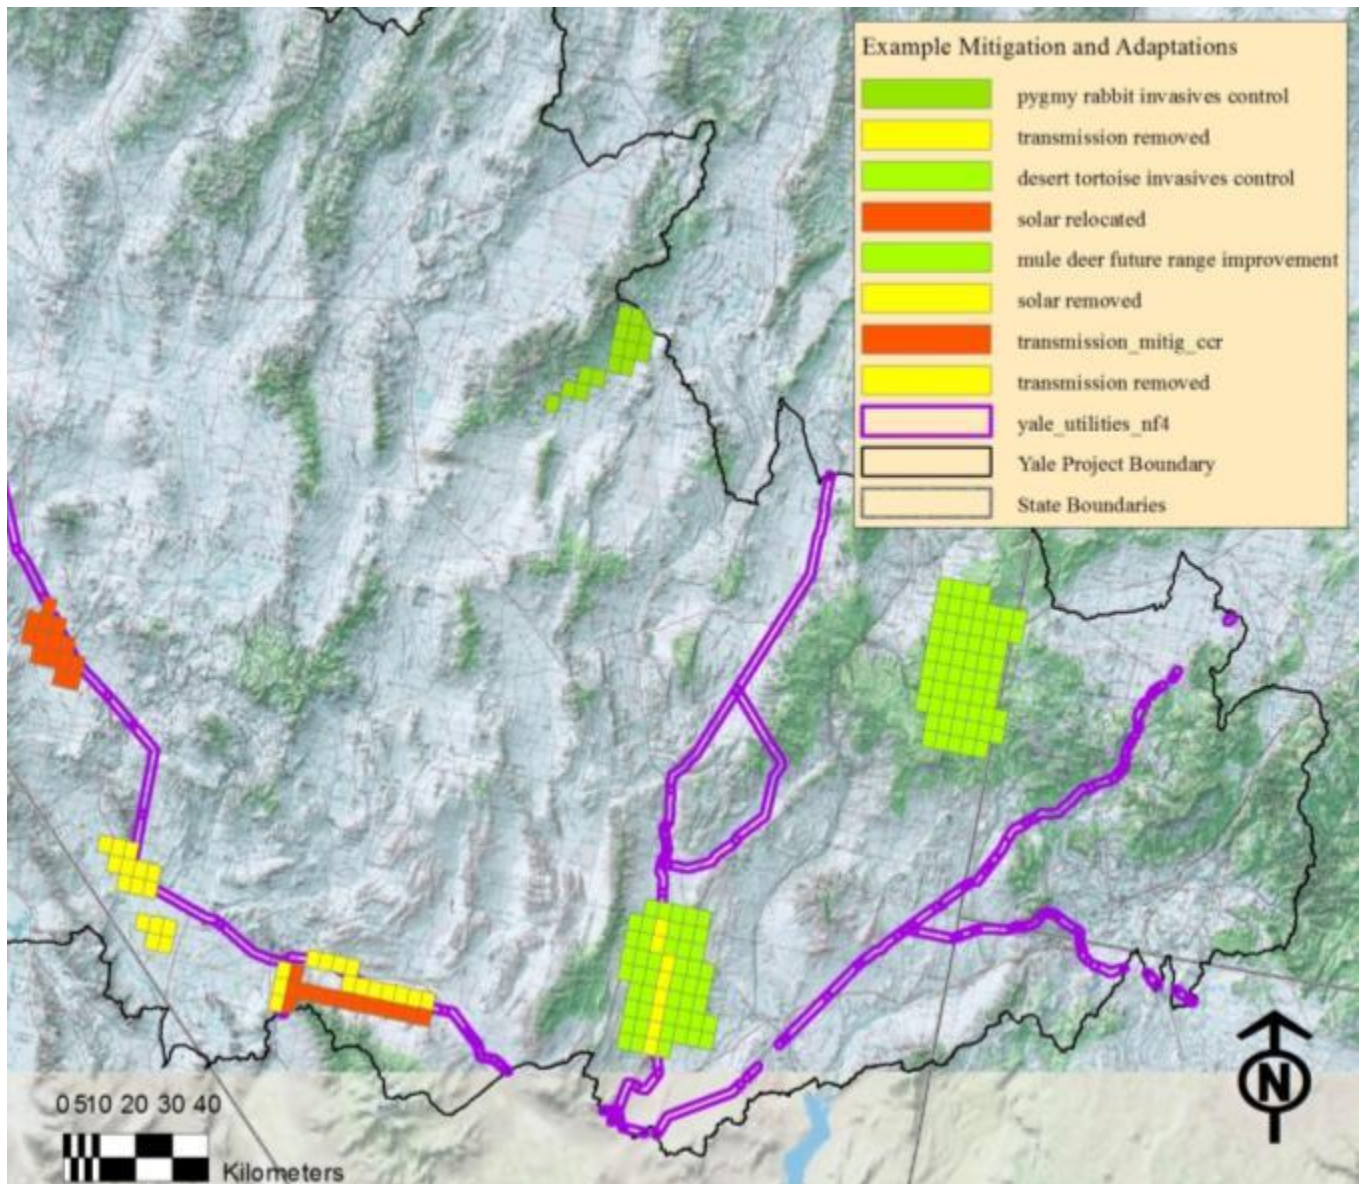 Example Mitigation and Adaptations
pygmy rabbit invasives control
transmission removed
desert tortoise invasives control
solar relocated
mule deer future range improvement
solar removed
transmission_mitig_ccr
transmission removed
yale_utilities_nf4
Yale Project Boundary
State Boundaries
N
0 5 10 20 30 40
Kilometers